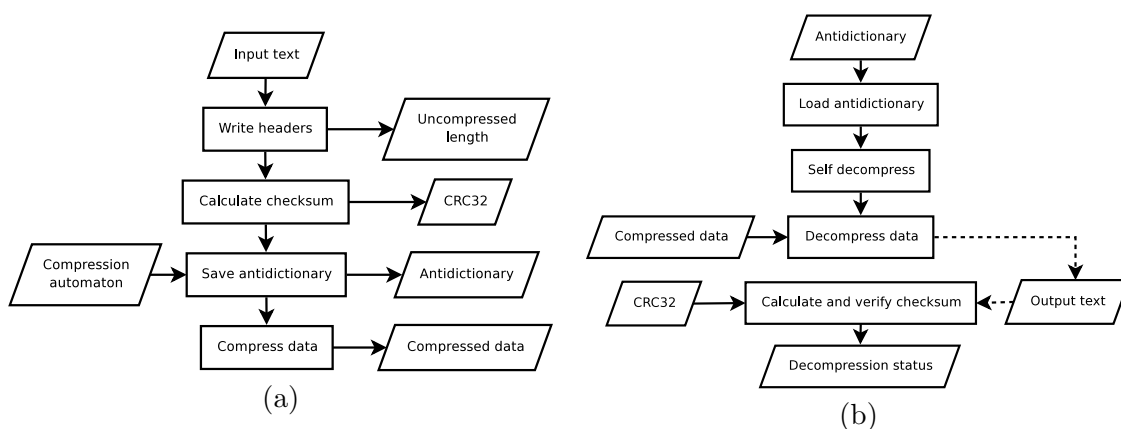 Input text
Write headers
Uncompressed
length
Calculate checksum
CRC32
Compression
automaton
Save antidictionary
Antidictionary
Compress data
Compressed data
(a)
Antidictionary
Load antidictionary
Self decompress
Compressed data
Decompress data
CRC32
Calculate and verify checksum
Output text
Decompression status
(b)